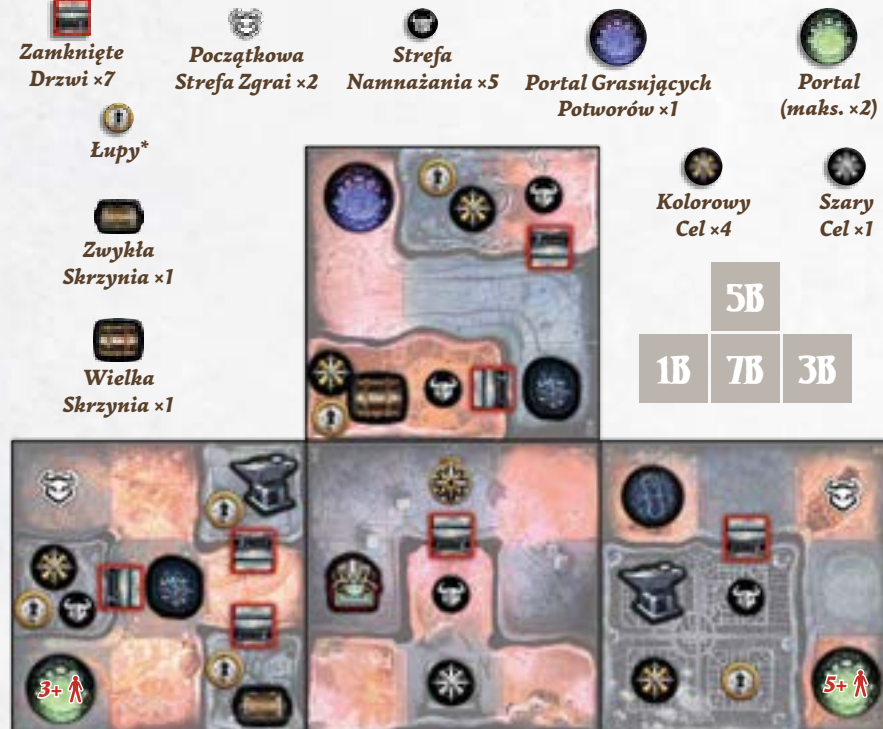 Zamknięte
Drzwi ×7
Początkowa
Strefa Zgrai ×2
Strefa
Namnażania ×5
Portal Grasujących
Potworów ×1
Portal
(maks. ×2)
Łupy*
Kolorowy
Cel ×4
Szary
Cel ×1
Zwykła
Skrzynia ×1
Wielka
Skrzynia ×1
5B
1B 7B 3B
3+
5+